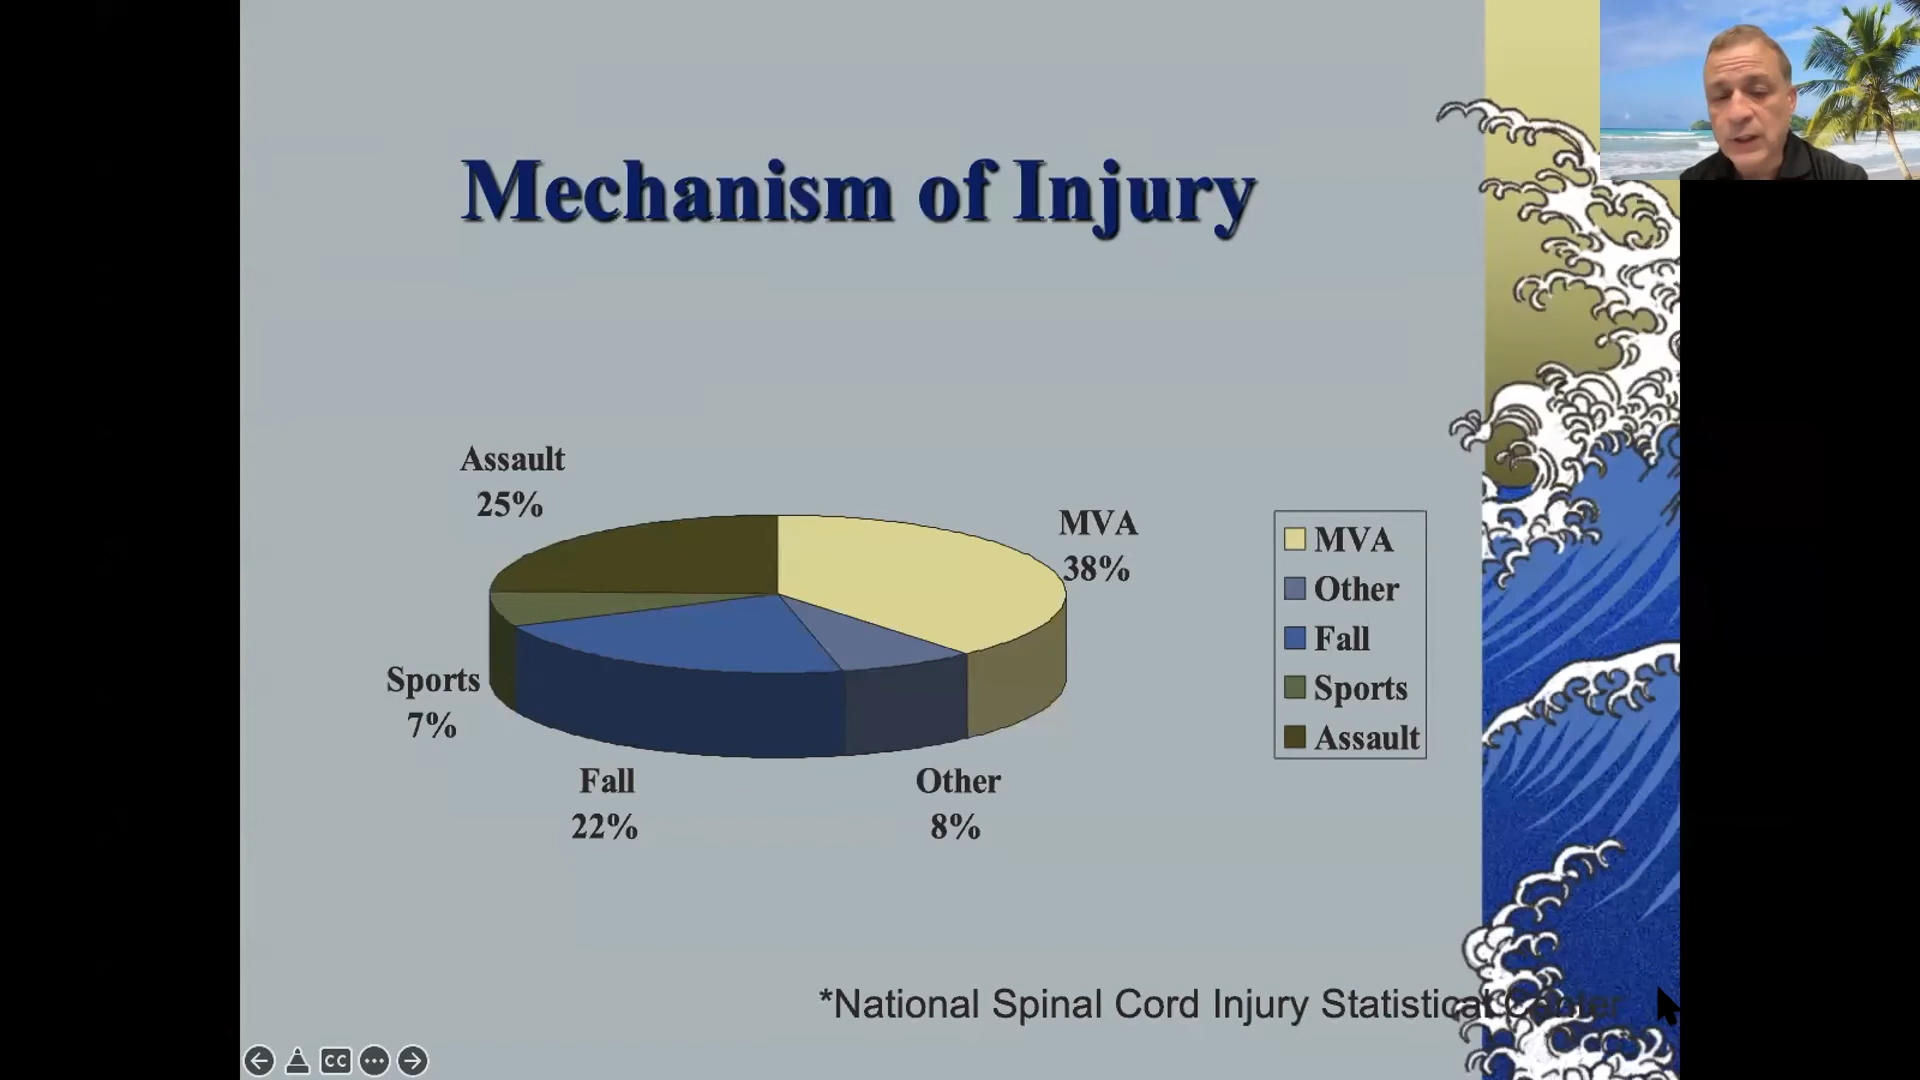 Mechanism of Injury
Assault
25%
MVA
38%
Sports
7%
Fall
22%
Other
8%
MVA
Other
Fall
Sports
Assault
*National Spinal Cord Injury Statistical Center
CC